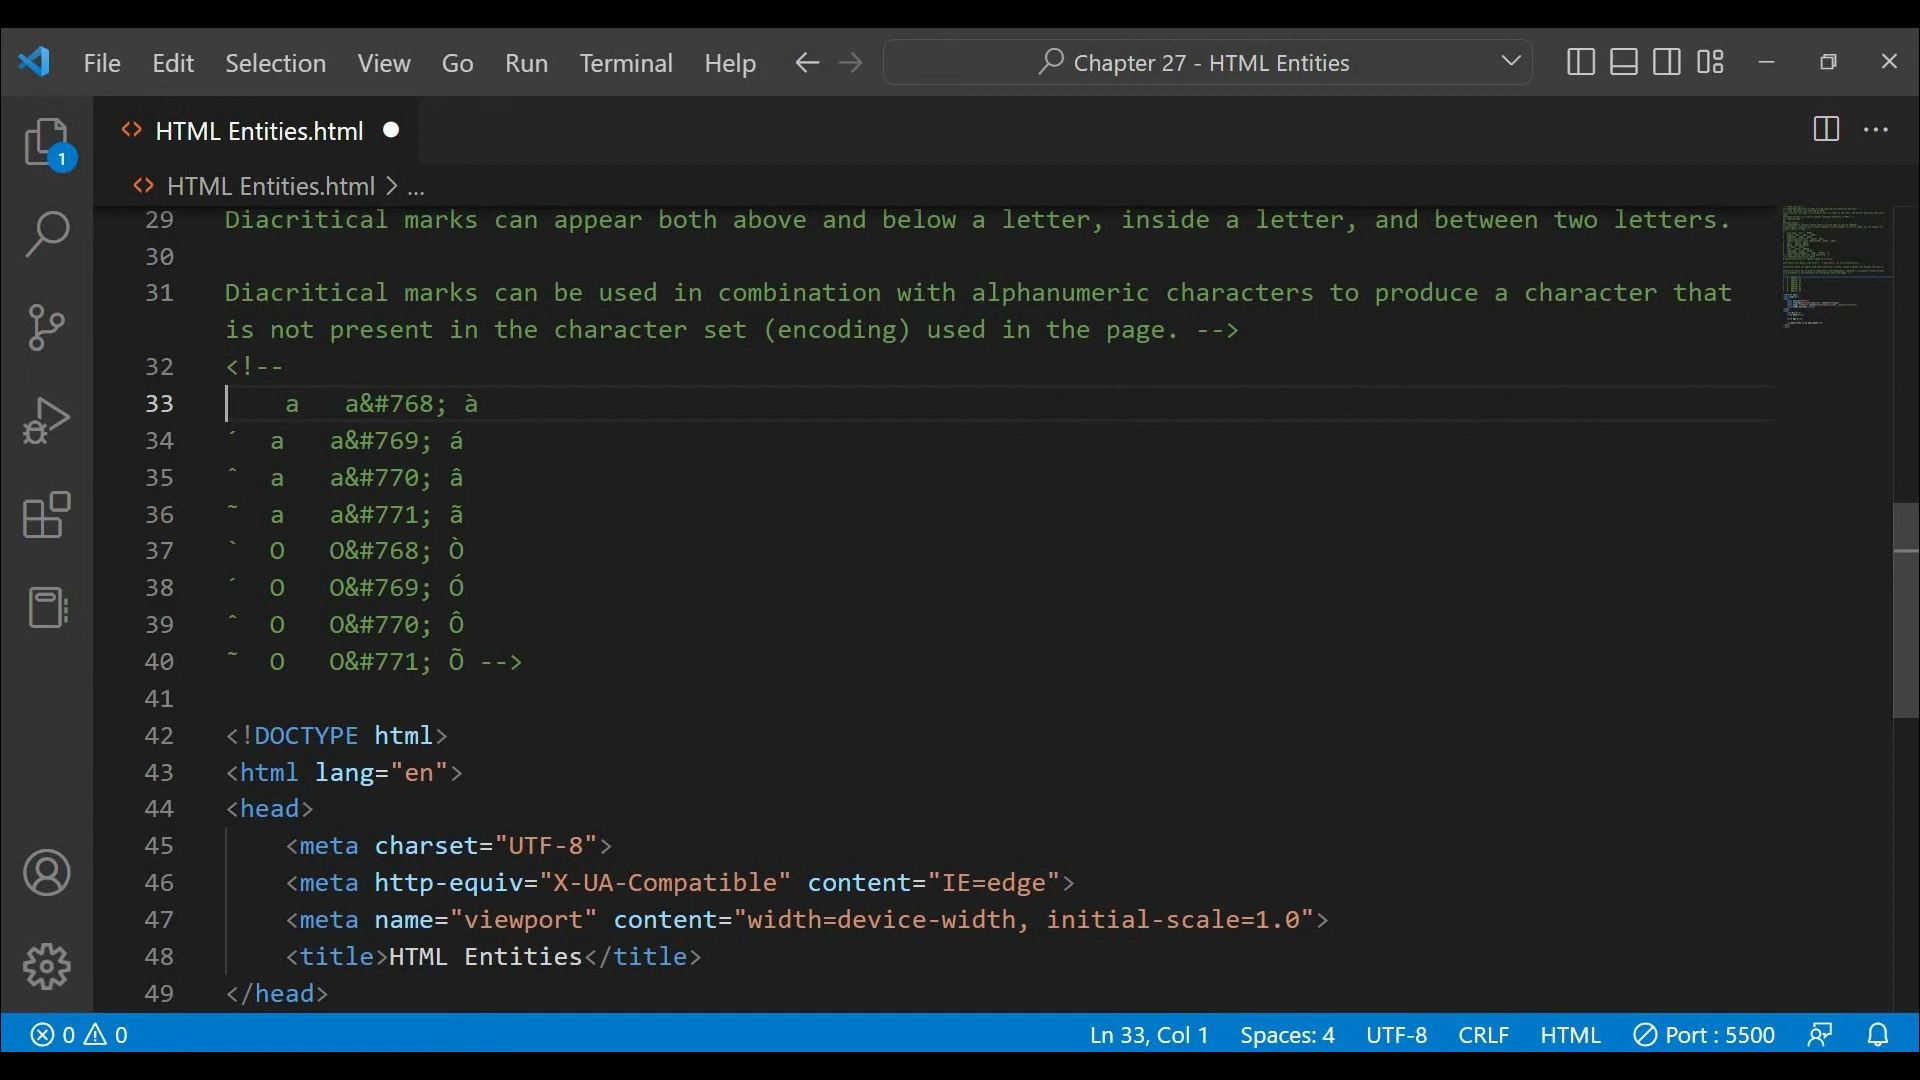 File Edit Selection View Go Run Terminal Help Chapter 27 - HTML Entities
HTML Entities.html
1
HTML Entities.html > ...
29 Diacritical marks can appear both above and below a letter, inside a letter, and between two letters.
30
31 Diacritical marks can be used in combination with alphanumeric characters to produce a character that
is not present in the character set (encoding) used in the page. -->
32 <!--
33 a a&#768; à
34 ´ a a&#769; á
35 ˆ a a&#770; â
36 ˜ a a&#771; ã
37 ` O O&#768; Ò
38 ´ O O&#769; Ó
39 ˆ O O&#770; Ô
40 ˜ O O&#771; Õ -->
41
42 <!DOCTYPE html>
43 <html lang="en">
44 <head>
45 <meta charset="UTF-8">
46 <meta http-equiv="X-UA-Compatible" content="IE=edge">
47 <meta name="viewport" content="width=device-width, initial-scale=1.0">
48 <title>HTML Entities</title>
49 </head>
0 0 Ln 33, Col 1 Spaces: 4 UTF-8 CRLF HTML Port : 5500